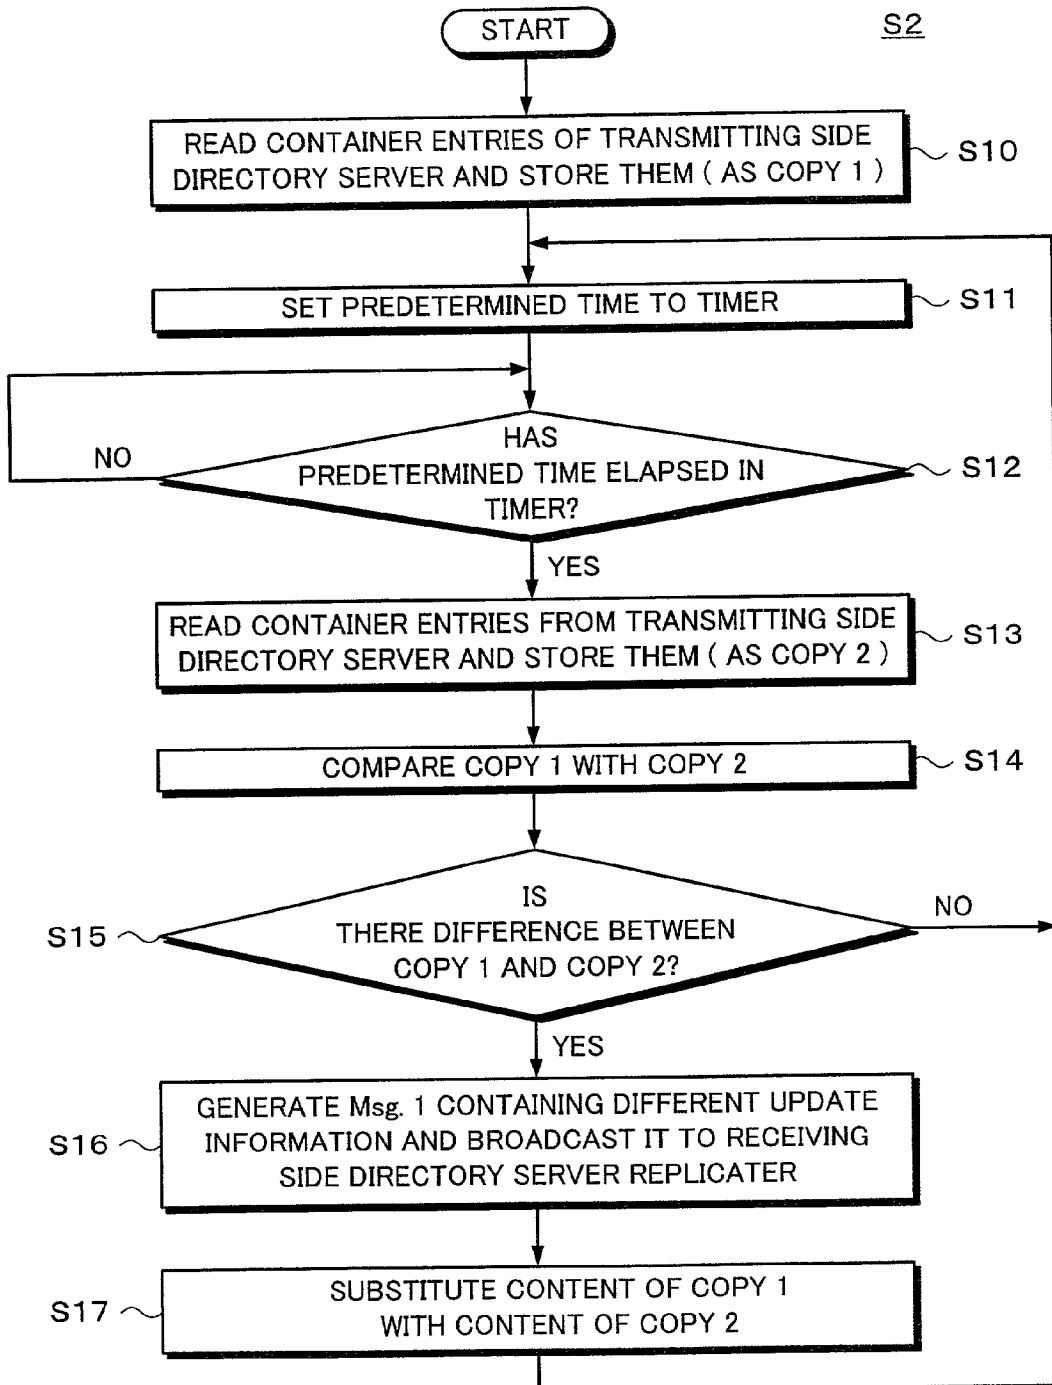 START
S2
READ CONTAINER ENTRIES OF TRANSMITTING SIDE
DIRECTORY SERVER AND STORE THEM ( AS COPY 1 )
S10
SET PREDETERMINED TIME TO TIMER
S11
HAS
PREDETERMINED TIME ELAPSED IN
TIMER?
NO
S12
YES
READ CONTAINER ENTRIES FROM TRANSMITTING SIDE
DIRECTORY SERVER AND STORE THEM ( AS COPY 2 )
S13
COMPARE COPY 1 WITH COPY 2
S14
IS
THERE DIFFERENCE BETWEEN
COPY 1 AND COPY 2?
S15
NO
YES
GENERATE Msg. 1 CONTAINING DIFFERENT UPDATE
INFORMATION AND BROADCAST IT TO RECEIVING
SIDE DIRECTORY SERVER REPLICATER
S16
SUBSTITUTE CONTENT OF COPY 1
WITH CONTENT OF COPY 2
S17